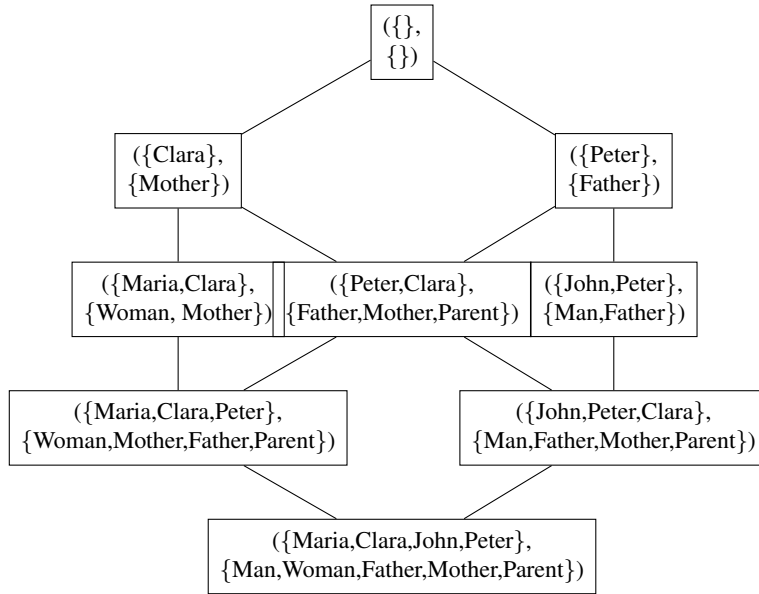 ({},
{})
({Clara},
{Mother})
({Peter},
{Father})
({Maria,Clara},
{Woman, Mother})
({Peter,Clara},
{Father,Mother,Parent})
({John,Peter},
{Man,Father})
({Maria,Clara,Peter},
{Woman,Mother,Father,Parent})
({John,Peter,Clara},
{Man,Father,Mother,Parent})
({Maria,Clara,John,Peter},
{Man,Woman,Father,Mother,Parent})